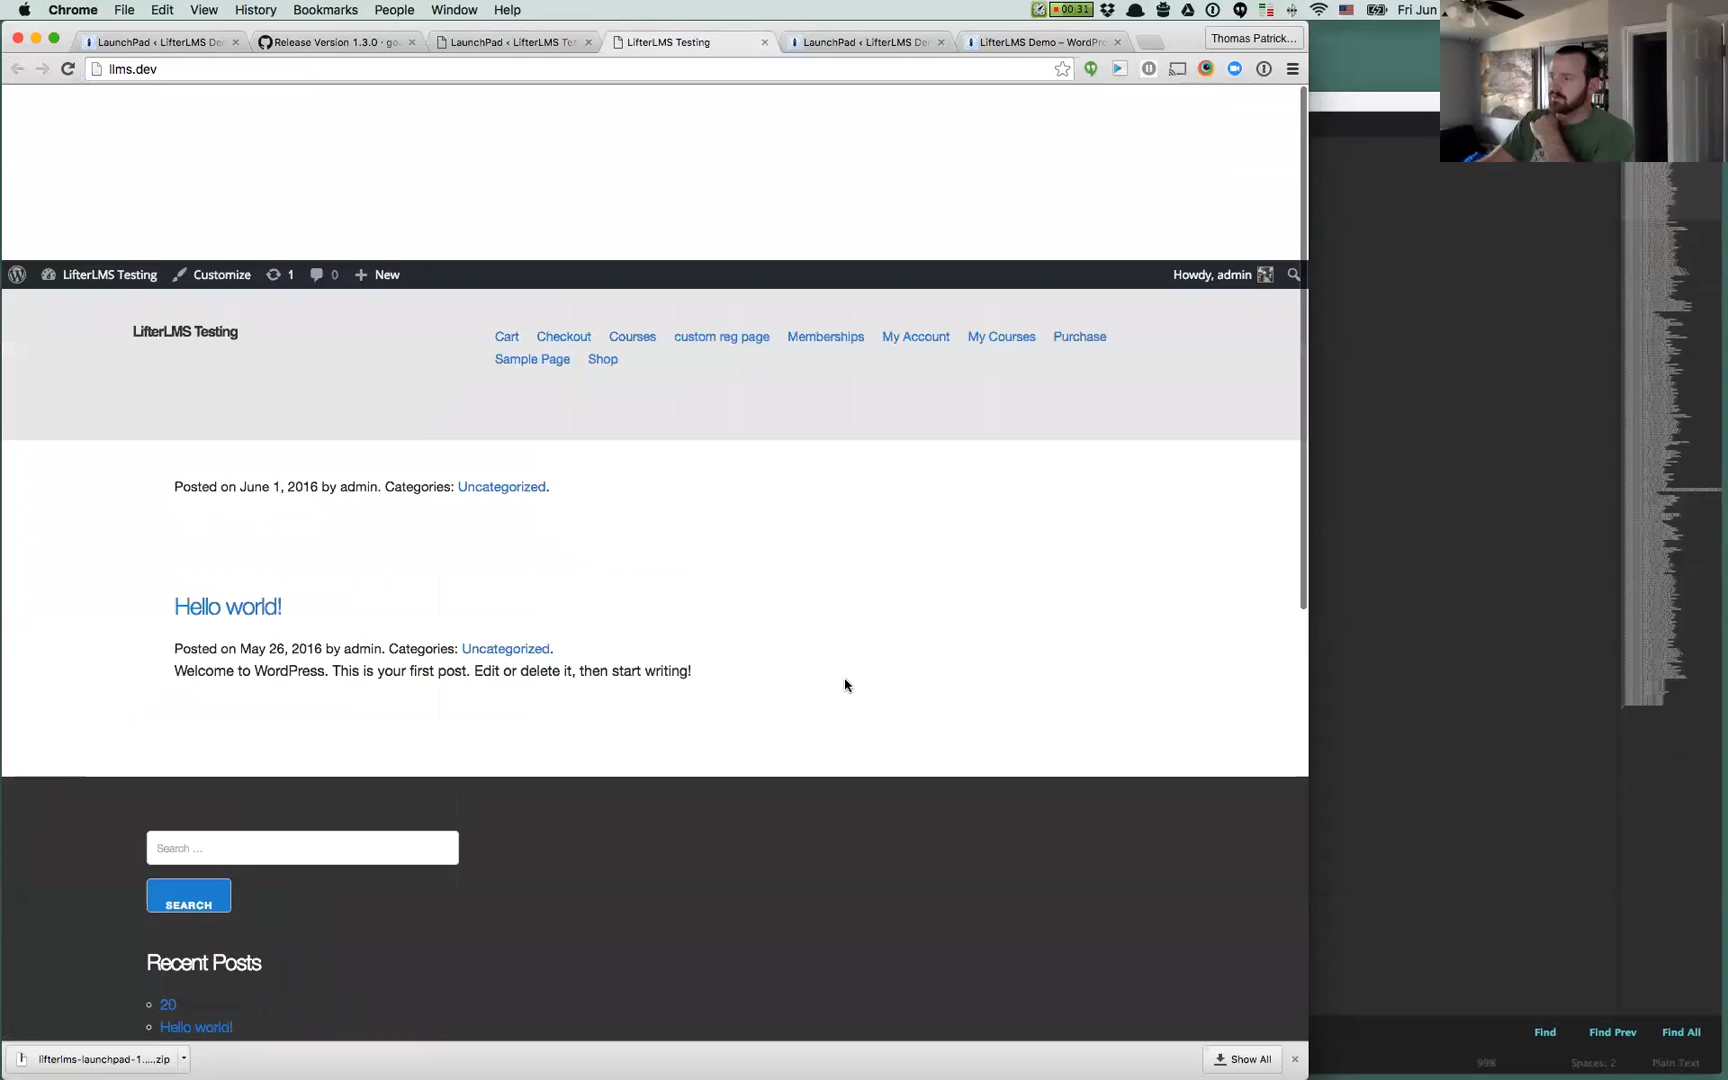 Chrome File Edit View History Bookmarks People Window Help 00:31 Fri Jun
LaunchPad ‹ LifterLMS De Release Version 1.3.0 · go LaunchPad ‹ LifterLMS Te LifterLMS Testing LaunchPad ‹ LifterLMS De LifterLMS Demo – WordPre Thomas Patrick...
llms.dev
LifterLMS Testing Customize 1 0 New Howdy, admin
LifterLMS Testing
Cart Checkout Courses custom reg page Memberships My Account My Courses Purchase
Sample Page Shop
Posted on June 1, 2016 by admin. Categories: Uncategorized.
Hello world!
Posted on May 26, 2016 by admin. Categories: Uncategorized.
Welcome to WordPress. This is your first post. Edit or delete it, then start writing!
Search ...
SEARCH
Recent Posts
20
Hello world!
Find Find Prev Find All
lifterlms-launchpad-1.....zip Show All
99% Spaces: 2 Plain Text